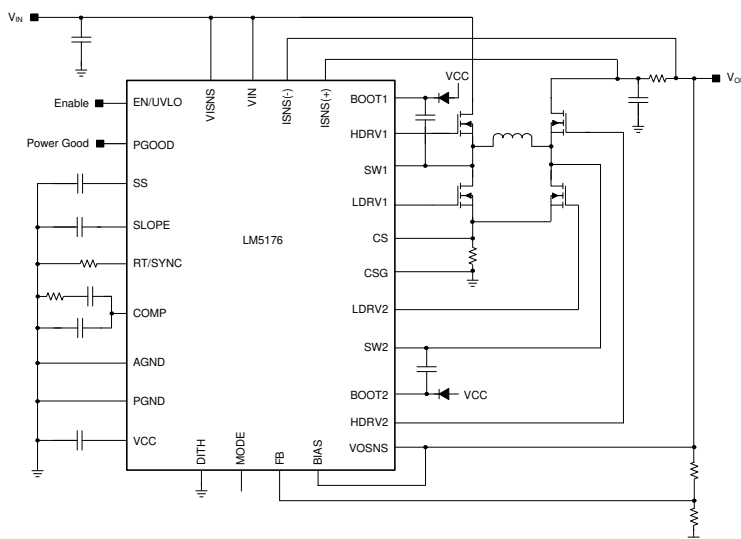 VIN
VISNS
VIN
ISNS(-)
ISNS(+)
VCC
BOOT1
Enable
EN/UVLO
HDRV1
Power Good
PGOOD
SW1
SS
LDRV1
SLOPE
LM5176
CS
RT/SYNC
CSG
COMP
LDRV2
SW2
AGND
BOOT2
VCC
PGND
HDRV2
VCC
VOSNS
DITH
MODE
FB
BIAS